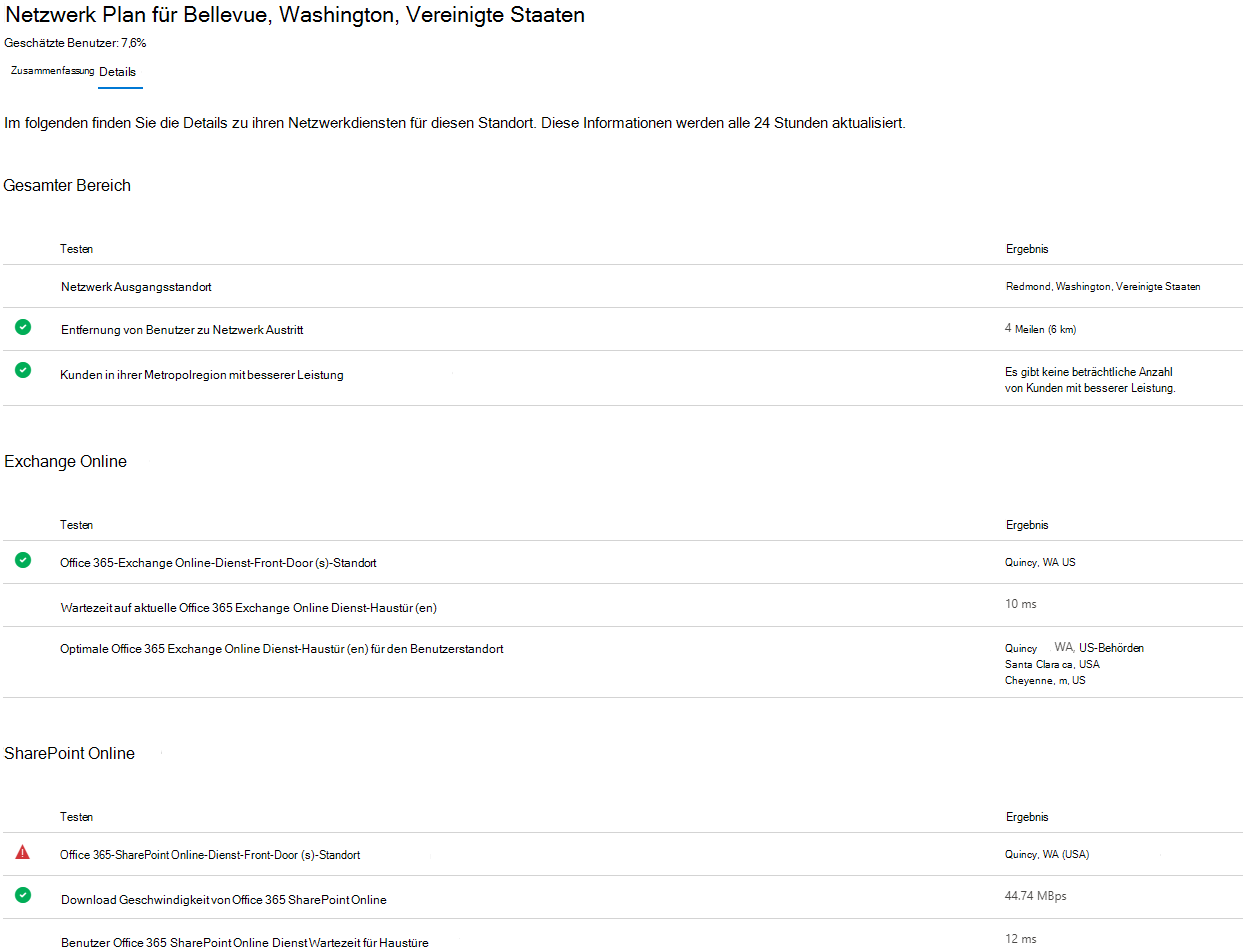 Netzwerk Plan für Bellevue, Washington, Vereinigte Staaten
Geschätzte Benutzer: 7,6%
Zusammenfassung Details
Im folgenden finden Sie die Details zu ihren Netzwerkdiensten für diesen Standort. Diese Informationen werden alle 24 Stunden aktualisiert.
Gesamter Bereich
Testen Ergebnis
Netzwerk Ausgangsstandort Redmond, Washington, Vereinigte Staaten
Entfernung von Benutzer zu Netzwerk Austritt 4 Meilen (6 km)
Kunden in ihrer Metropolregion mit besserer Leistung Es gibt keine beträchtliche Anzahl
von Kunden mit besserer Leistung.
Exchange Online
Testen Ergebnis
Office 365-Exchange Online-Dienst-Front-Door (s)-Standort Quincy, WA US
Wartezeit auf aktuelle Office 365 Exchange Online Dienst-Haustür (en) 10 ms
Optimale Office 365 Exchange Online Dienst-Haustür (en) für den Benutzerstandort Quincy WA, US-Behörden
Santa Clara ca, USA
Cheyenne, m, US
SharePoint Online
Testen Ergebnis
Office 365-SharePoint Online-Dienst-Front-Door (s)-Standort Quincy, WA (USA)
Download Geschwindigkeit von Office 365 SharePoint Online 44.74 MBps
Benutzer Office 365 SharePoint Online Dienst Wartezeit für Haustüre 12 ms